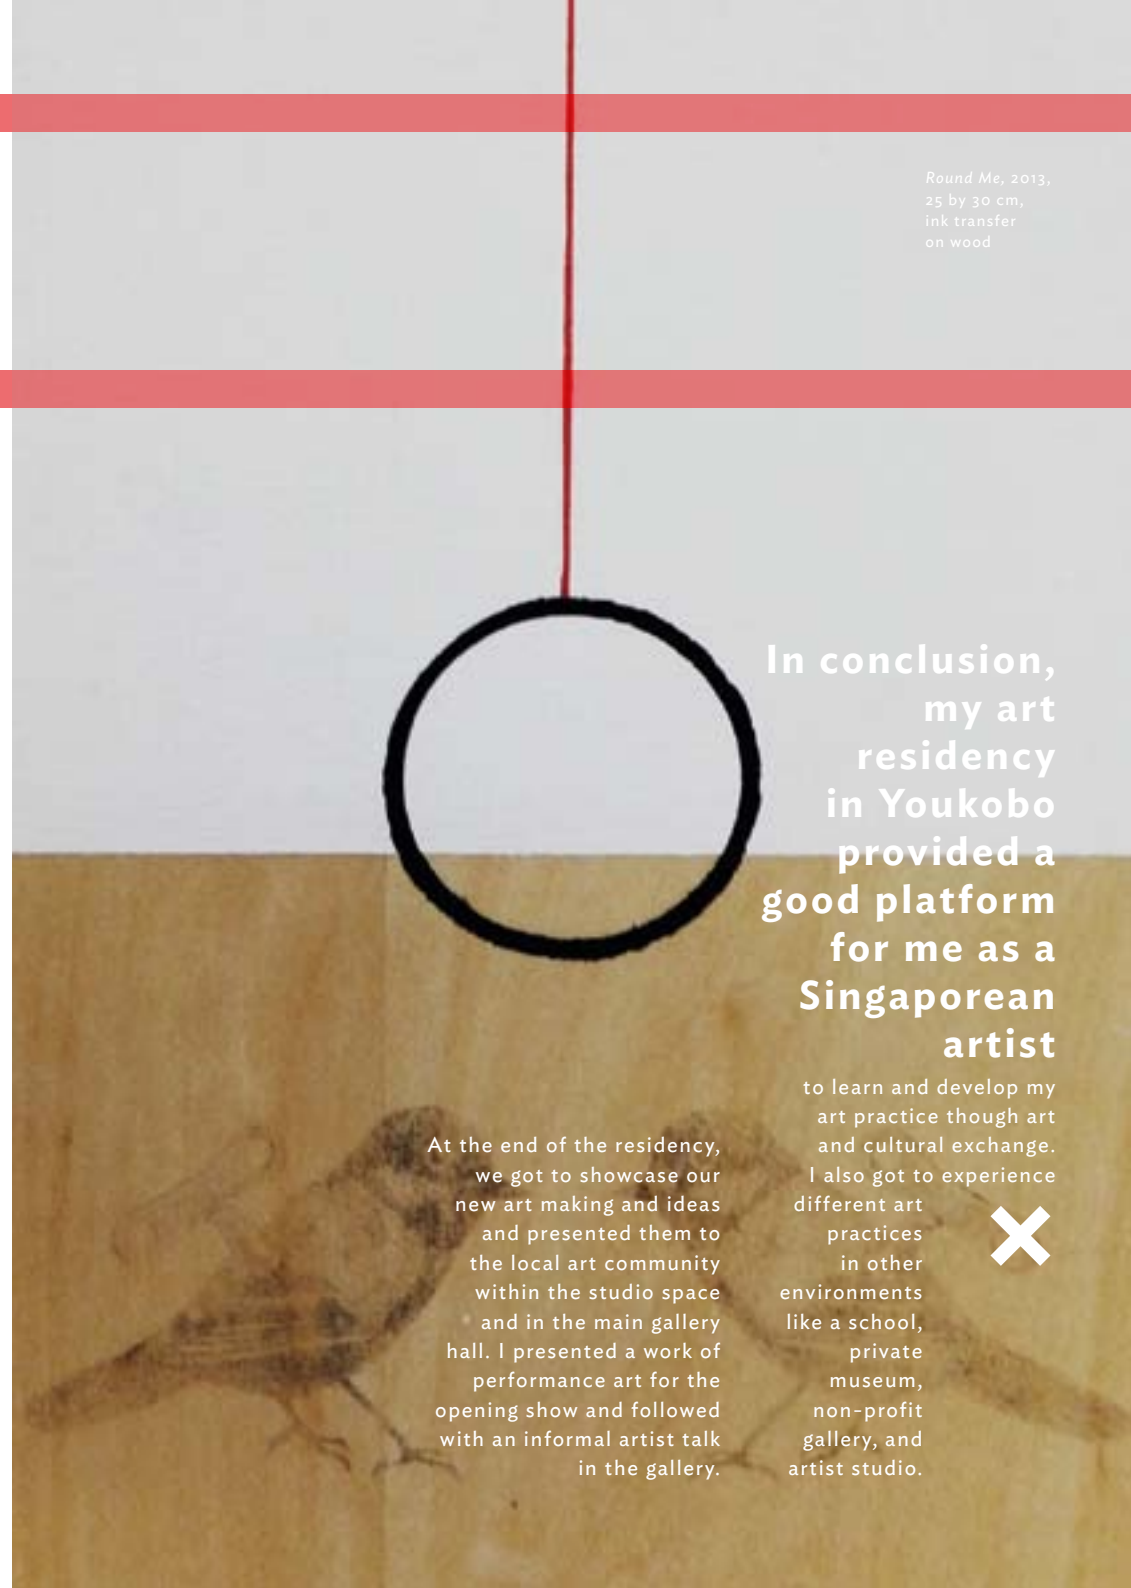 Round Me, 2013,
25 by 30 cm,
ink transfer
on wood
At the end of the residency,
we got to showcase our
new art making and ideas
and presented them to
the local art community
within the studio space
and in the main gallery
hall. I presented a work of
performance art for the
opening show and followed
with an informal artist talk
in the gallery.
In conclusion,
my art
residency
in Youkobo
provided a
good platform
for me as a
Singaporean
artist
to learn and develop my
art practice though art
and cultural exchange.
I also got to experience
different art
practices
in other
environments
like a school,
private
museum,
non-profit
gallery, and
artist studio.